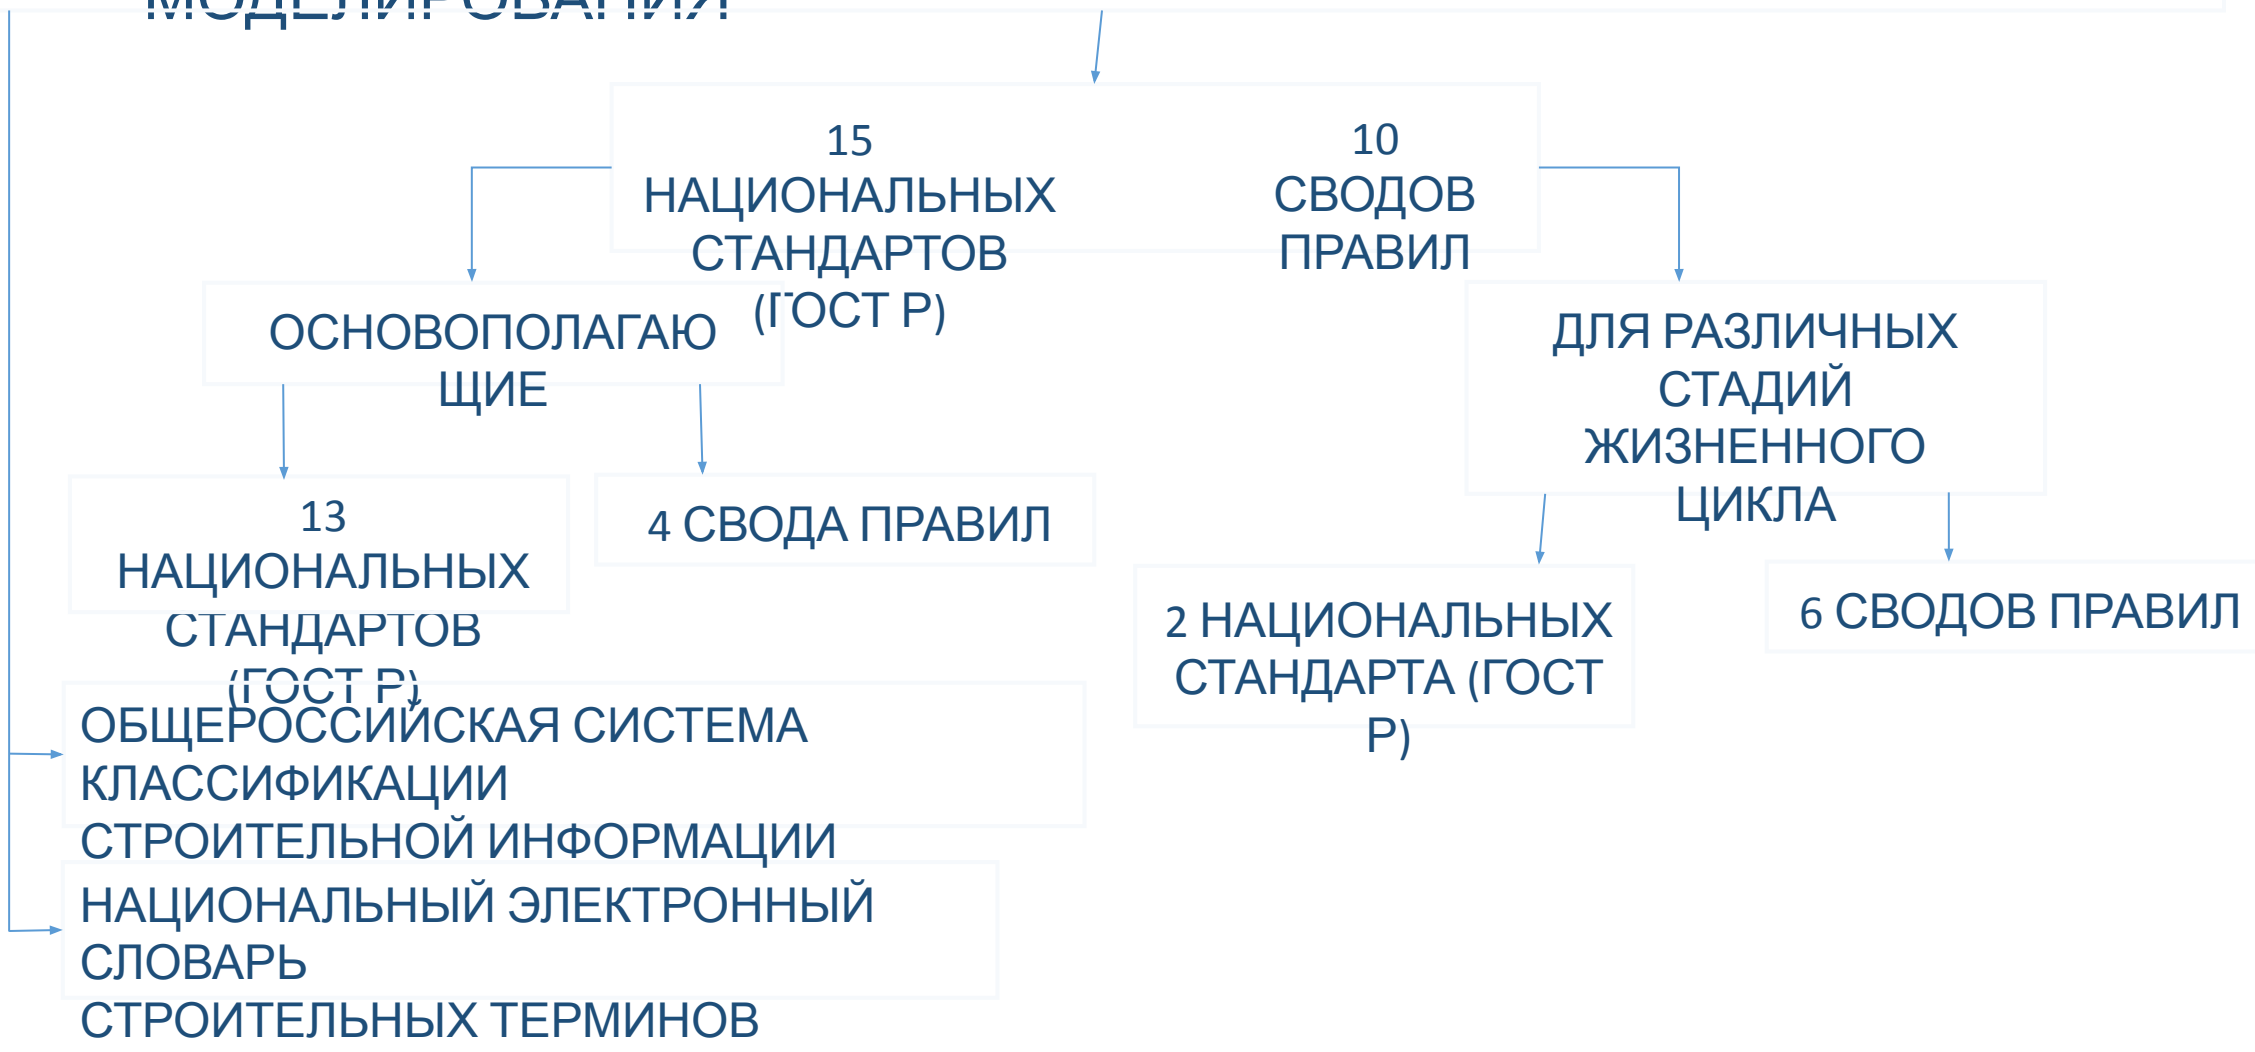 МОДЕЛИРОВАНИЯ
15
НАЦИОНАЛЬНЫХ
СТАНДАРТОВ
(ГОСТ Р)
10
СВОДОВ
ПРАВИЛ
ОСНОВОПОЛАГАЮ
ЩИЕ
ДЛЯ РАЗЛИЧНЫХ
СТАДИЙ
ЖИЗНЕННОГО
ЦИКЛА
13
НАЦИОНАЛЬНЫХ
СТАНДАРТОВ
(ГОСТ Р)
4 СВОДА ПРАВИЛ
2 НАЦИОНАЛЬНЫХ
СТАНДАРТА (ГОСТ
Р)
6 СВОДОВ ПРАВИЛ
ОБЩЕРОССИЙСКАЯ СИСТЕМА
КЛАССИФИКАЦИИ
СТРОИТЕЛЬНОЙ ИНФОРМАЦИИ
НАЦИОНАЛЬНЫЙ ЭЛЕКТРОННЫЙ
СЛОВАРЬ
СТРОИТЕЛЬНЫХ ТЕРМИНОВ